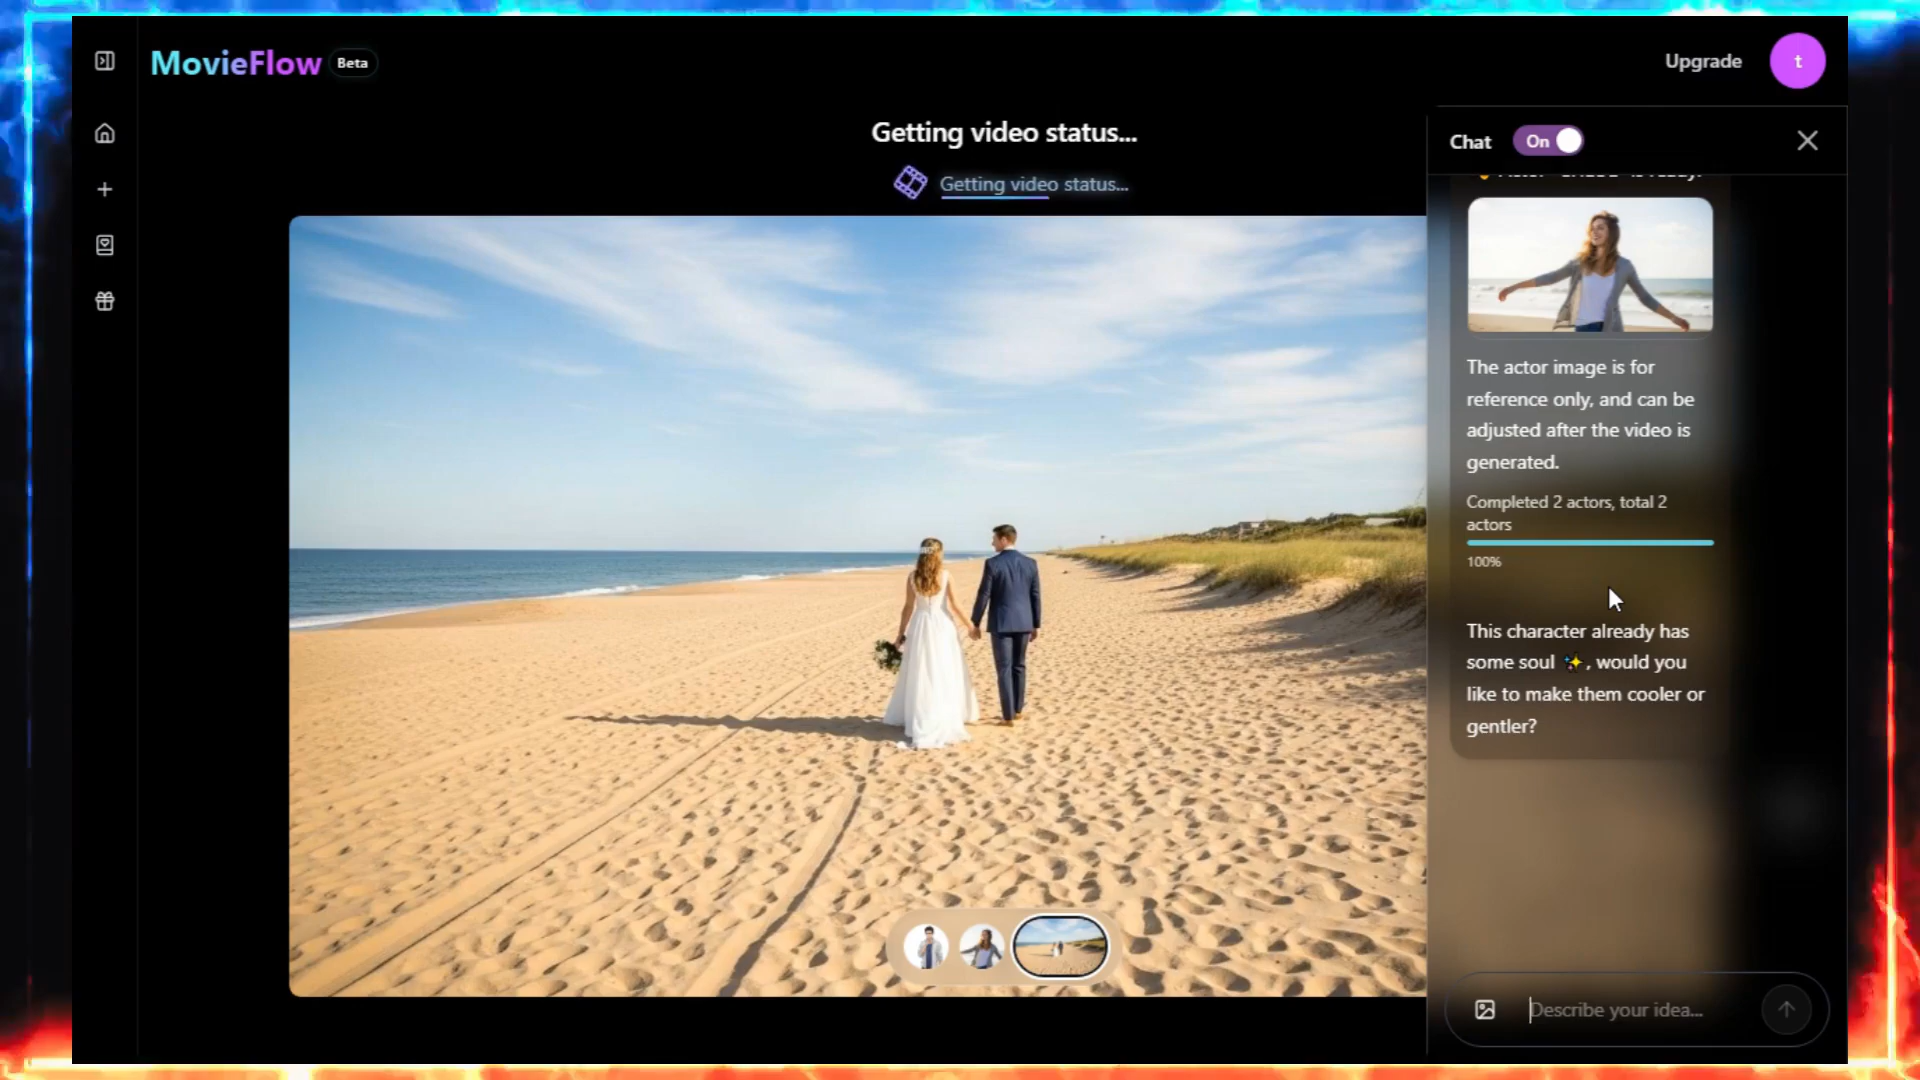 MovieFlow Beta
Upgrade
t
Getting video status...
Getting video status...
Chat
On
The actor image is for
reference only, and can be
adjusted after the video is
generated.
Completed 2 actors, total 2
actors
100%
This character already has
some soul ✨, would you
like to make them cooler or
gentler?
Describe your idea...